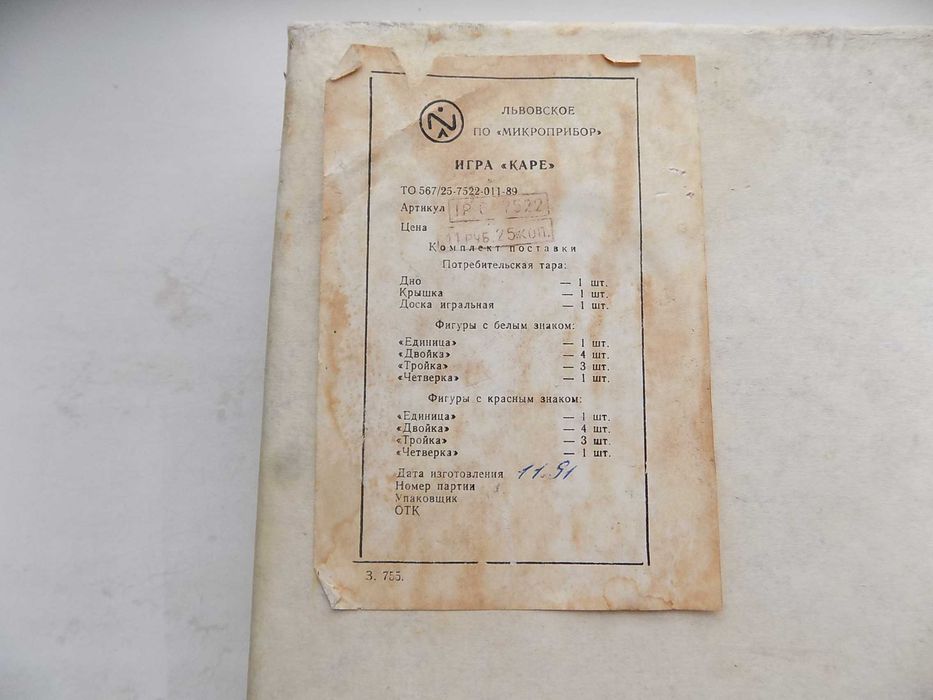 ЛЬВОВСКОЕ
ПО «МИКРОПРИБОР»
ИГРА «КАРЕ»
ТО 567/25-7522-011-89
Артикул 7522
Цена 11 РУБ. 25 КОП.
Комплект поставки
Потребительская тара:
Дно — 1 шт.
Крышка — 1 шт.
Доска игральная — 1 шт.
Фигуры с белым знаком:
«Единица» — 1 шт.
«Двойка» — 4 шт.
«Тройка» — 3 шт.
«Четверка» — 1 шт.
Фигуры с красным знаком:
«Единица» — 1 шт.
«Двойка» — 4 шт.
«Тройка» — 3 шт.
«Четверка» — 1 шт.
Дата изготовления 11.91
Номер партии
Упаковщик
ОТК
З. 755.